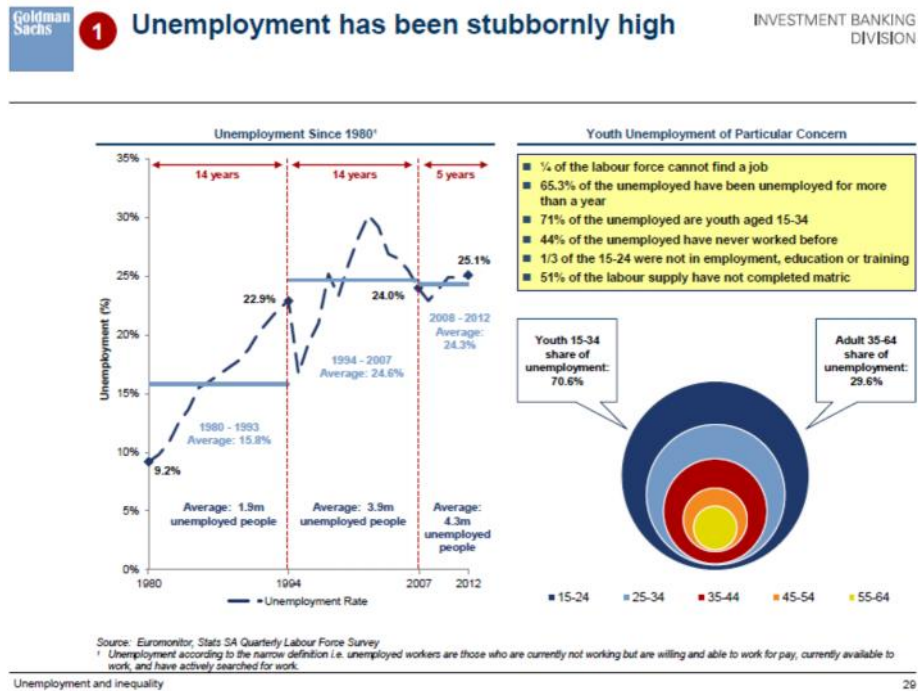 Goldman
Sachs
1
Unemployment has been stubbornly high
INVESTMENT BANKING
DIVISION
Unemployment Since 1980¹
35%
30%
25%
20%
15%
10%
5%
0%
Unemployment (%)
14 years
14 years
5 years
22.9%
24.0%
25.1%
9.2%
1980 - 1993
Average: 15.8%
1994 - 2007
Average: 24.6%
2008 - 2012
Average:
24.3%
Average: 1.9m
unemployed people
Average: 3.9m
unemployed people
Average:
4.3m
unemployed
people
1980
1994
2007
2012
Unemployment Rate
Youth Unemployment of Particular Concern
■ ¼ of the labour force cannot find a job
■ 65.3% of the unemployed have been unemployed for more
than a year
■ 71% of the unemployed are youth aged 15-34
■ 44% of the unemployed have never worked before
■ 1/3 of the 15-24 were not in employment, education or training
■ 51% of the labour supply have not completed matric
Youth 15-34
share of
unemployment:
70.6%
Adult 35-64
share of
unemployment:
29.6%
15-24
25-34
35-44
45-54
55-64
Source: Euromonitor, Stats SA Quarterly Labour Force Survey
¹ Unemployment according to the narrow definition i.e. unemployed workers are those who are currently not working but are willing and able to work for pay, currently available to
work, and have actively searched for work.
Unemployment and inequality
29